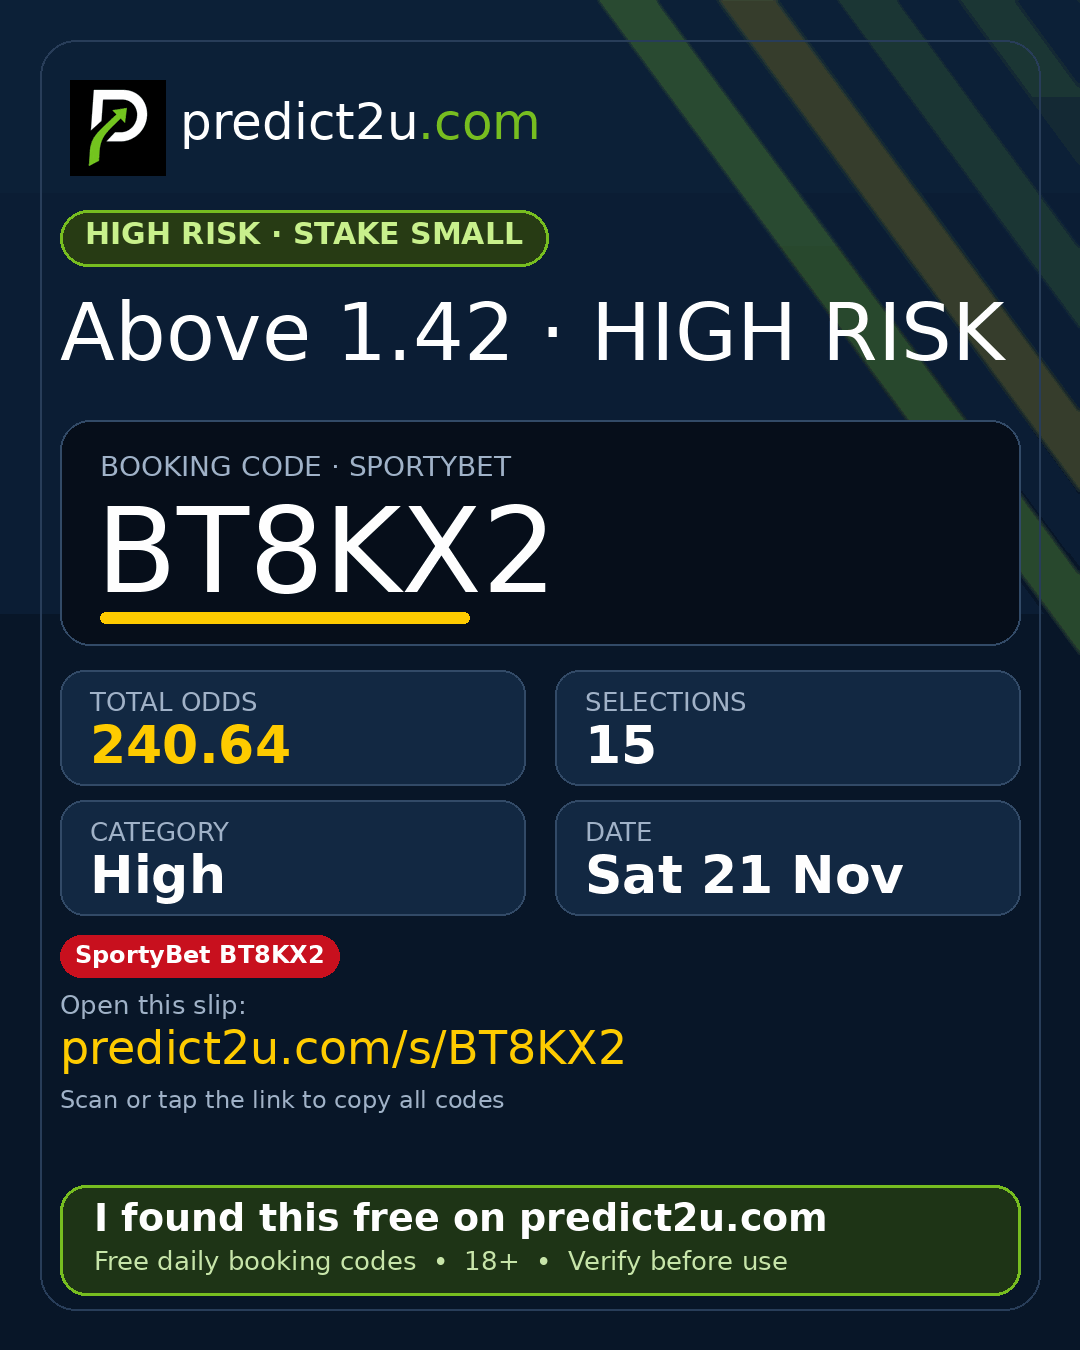 predict2u.com
HIGH RISK · STAKE SMALL
Above 1.42 · HIGH RISK
BOOKING CODE · SPORTYBET
BT8KX2
TOTAL ODDS
240.64
SELECTIONS
15
CATEGORY
High
DATE
Sat 21 Nov
SportyBet BT8KX2
Open this slip:
predict2u.com/s/BT8KX2
Scan or tap the link to copy all codes
I found this free on predict2u.com
Free daily booking codes • 18+ • Verify before use